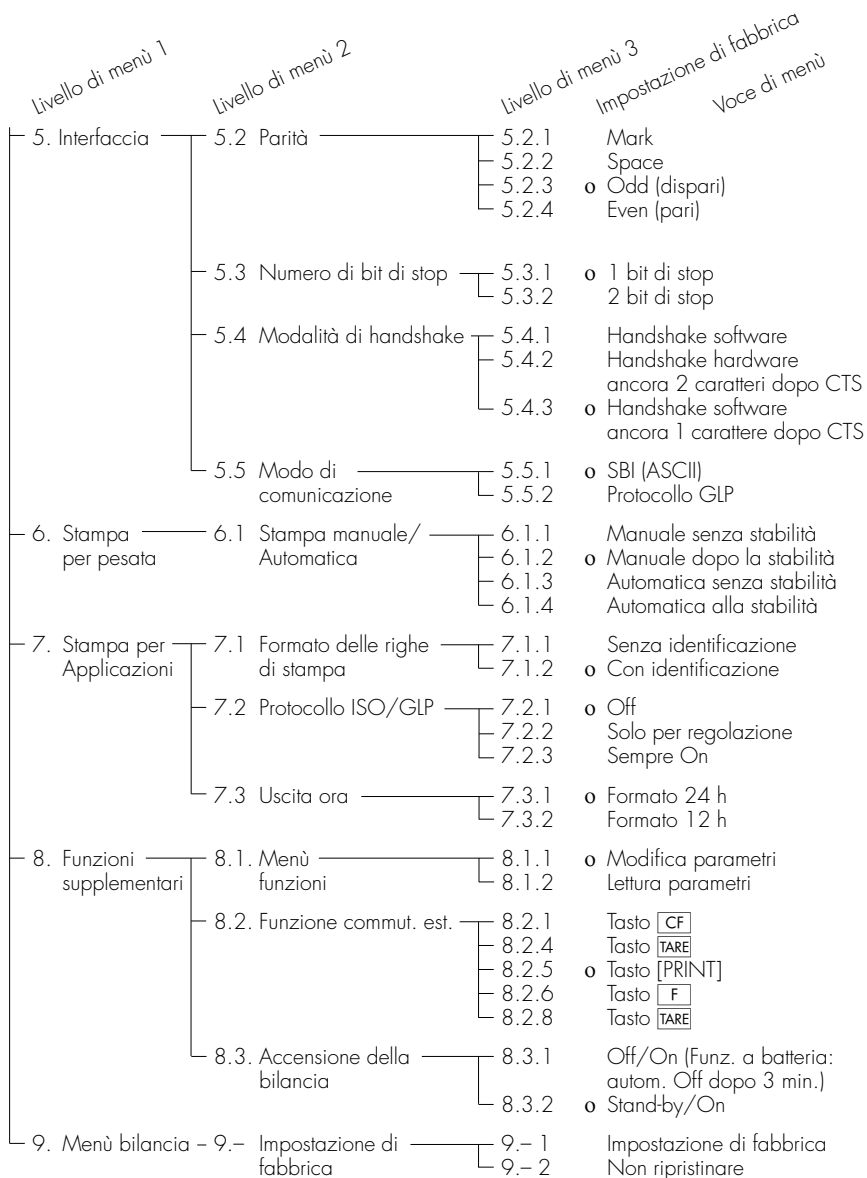 Livello di menù 1 Livello di menù 2 Livello di menù 3 Impostazione di fabbrica Voce di menù
5. Interfaccia 5.2 Parità 5.2.1 Mark
5.2.2 Space
5.2.3 o Odd (dispari)
5.2.4 Even (pari)
5.3 Numero di bit di stop 5.3.1 o 1 bit di stop
5.3.2 2 bit di stop
5.4 Modalità di handshake 5.4.1 Handshake software
5.4.2 Handshake hardware
ancora 2 caratteri dopo CTS
5.4.3 o Handshake software
ancora 1 carattere dopo CTS
5.5 Modo di 5.5.1 o SBI (ASCII)
comunicazione 5.5.2 Protocollo GLP
6. Stampa 6.1 Stampa manuale/ 6.1.1 Manuale senza stabilità
per pesata Automatica 6.1.2 o Manuale dopo la stabilità
6.1.3 Automatica senza stabilità
6.1.4 Automatica alla stabilità
7. Stampa per 7.1 Formato delle righe 7.1.1 Senza identificazione
Applicazioni di stampa 7.1.2 o Con identificazione
7.2 Protocollo ISO/GLP 7.2.1 o Off
7.2.2 Solo per regolazione
7.2.3 Sempre On
7.3 Uscita ora 7.3.1 o Formato 24 h
7.3.2 Formato 12 h
8. Funzioni 8.1. Menù 8.1.1 o Modifica parametri
supplementari funzioni 8.1.2 Lettura parametri
8.2. Funzione commut. est. 8.2.1 Tasto CF
8.2.4 Tasto TARE
8.2.5 o Tasto [PRINT]
8.2.6 Tasto F
8.2.8 Tasto TARE
8.3. Accensione della 8.3.1 Off/On (Funz. a batteria:
bilancia autom. Off dopo 3 min.)
8.3.2 o Stand-by/On
9. Menù bilancia – 9.– Impostazione di 9.– 1 Impostazione di fabbrica
fabbrica 9.– 2 Non ripristinare